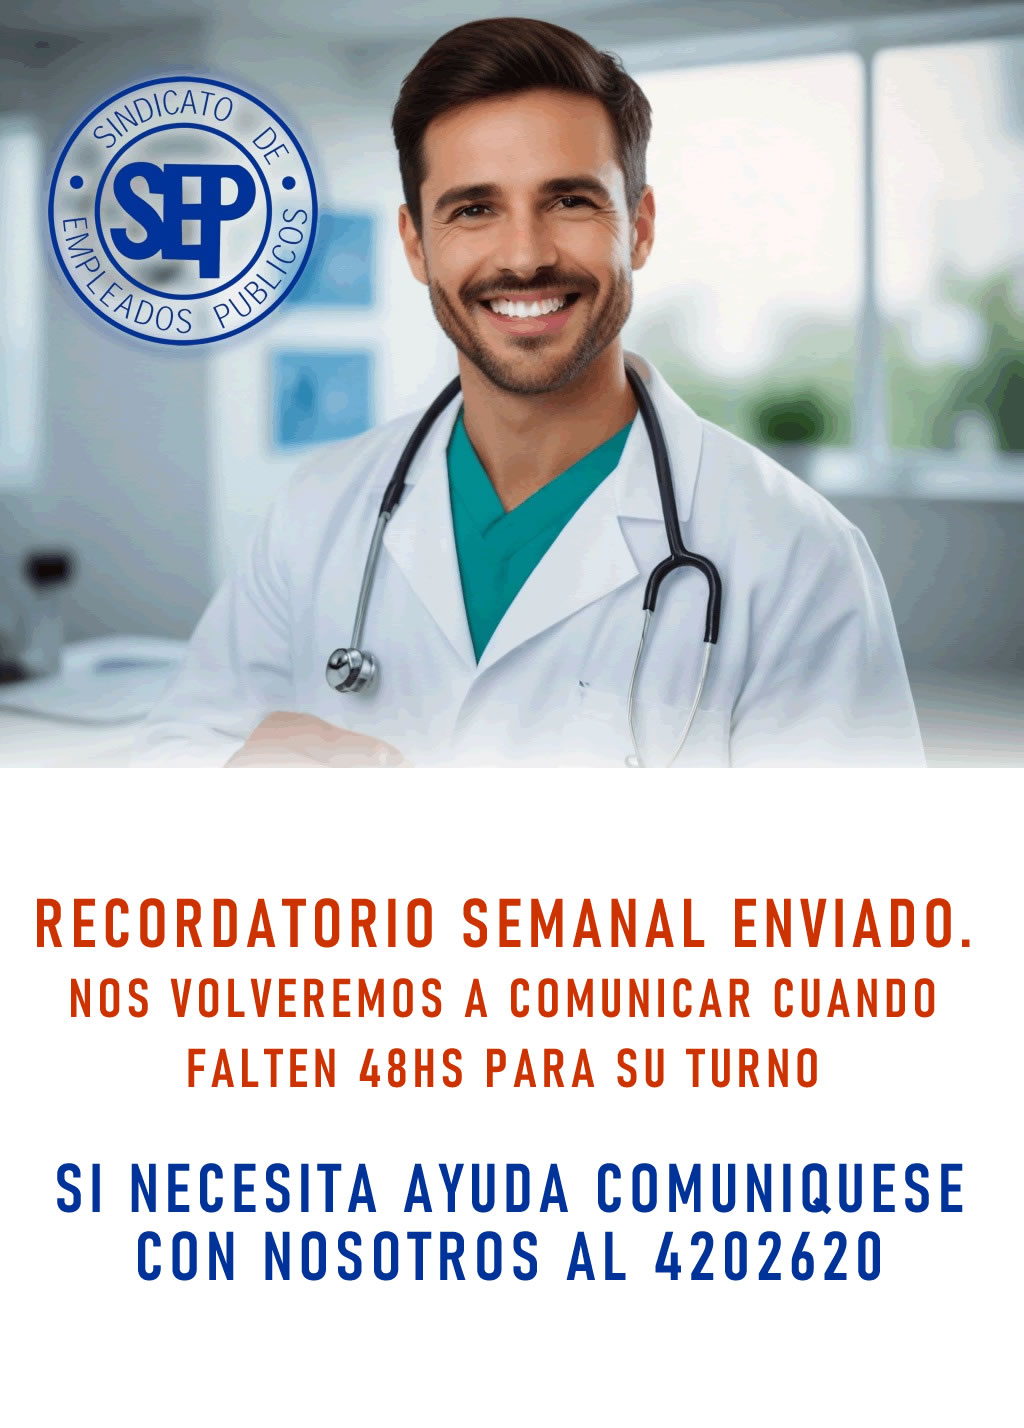 SINDICATO DE
EMPLEADOS PUBLICOS
SEP
RECORDATORIO SEMANAL ENVIADO.
NOS VOLVEREMOS A COMUNICAR CUANDO
FALTEN 48HS PARA SU TURNO
SI NECESITA AYUDA COMUNIQUESE
CON NOSOTROS AL 4202620